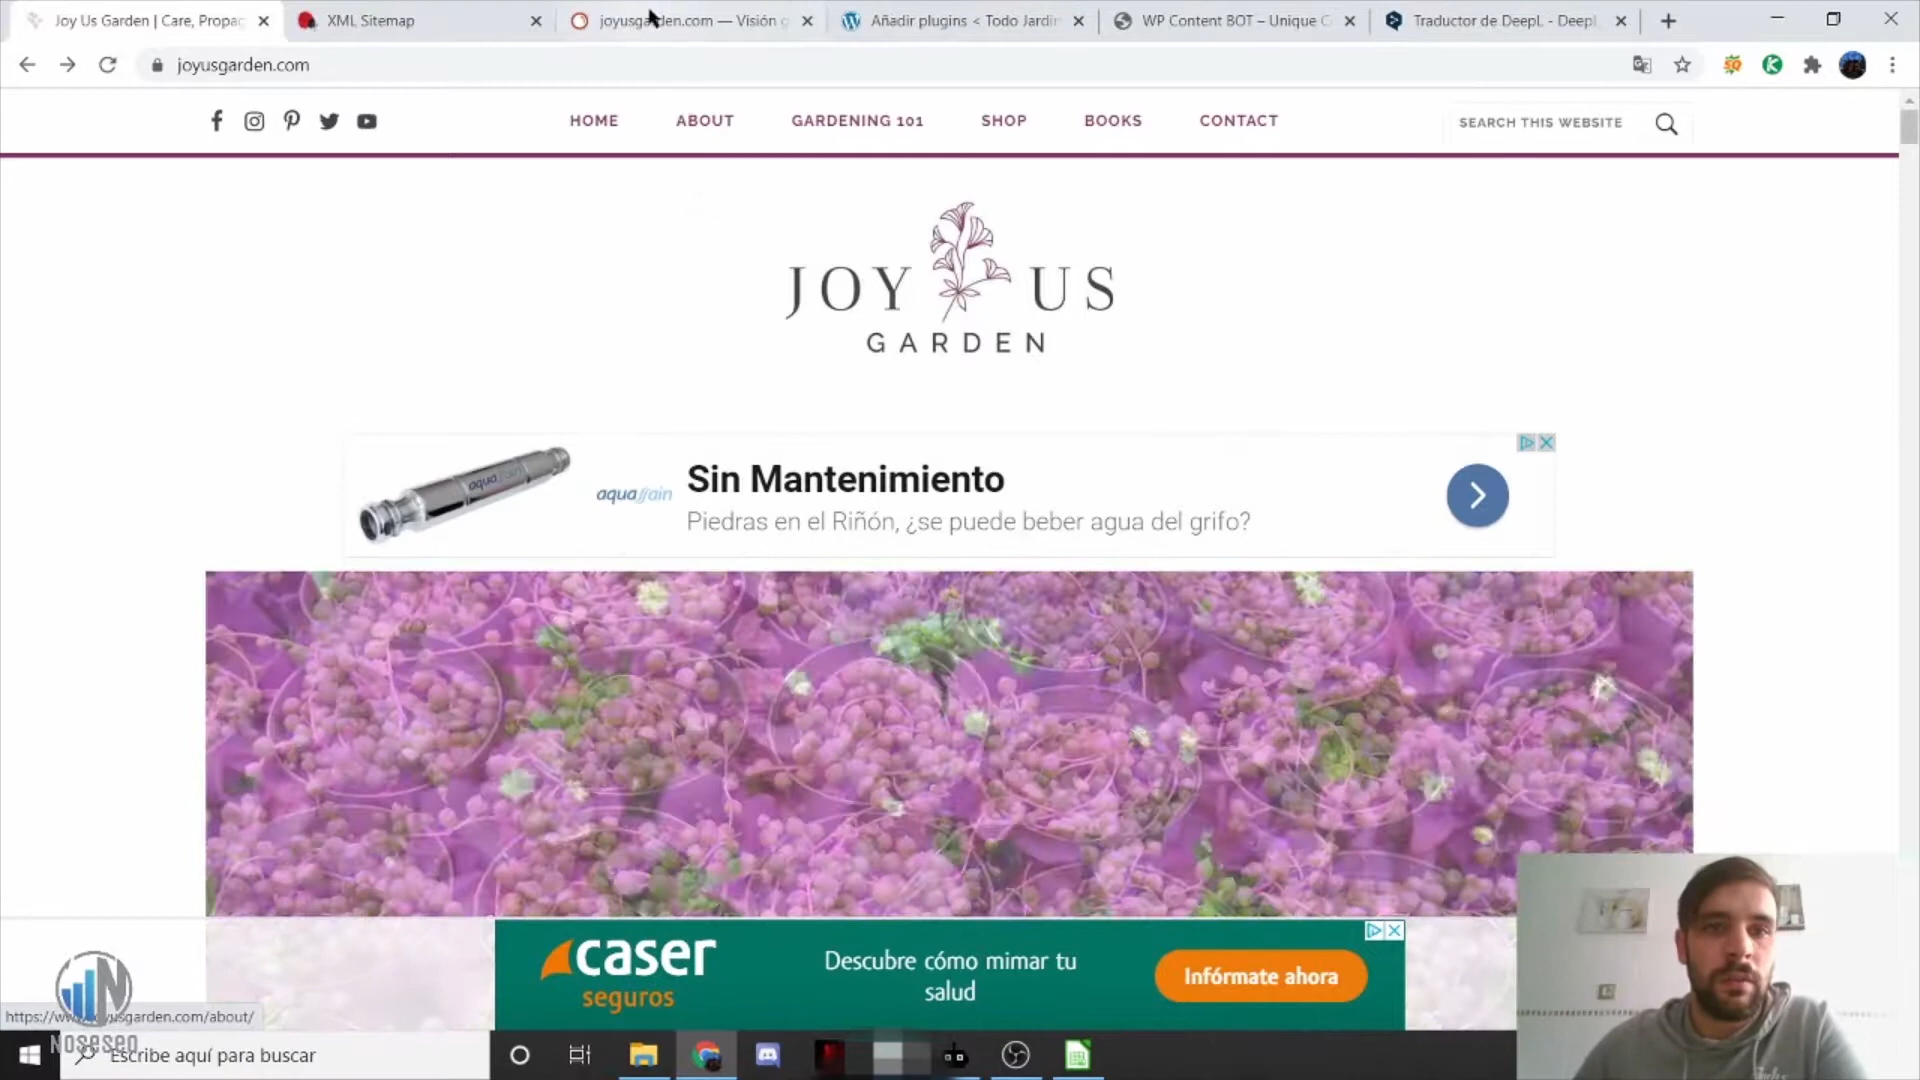 Joy Us Garden | Care, Propag
XML Sitemap
joyusgarden.com — Visión g
Añadir plugins < Todo Jardin
WP Content BOT – Unique C
Traductor de DeepL - DeepL
joyusgarden.com
HOME
ABOUT
GARDENING 101
SHOP
BOOKS
CONTACT
SEARCH THIS WEBSITE
JOY US
GARDEN
aquassain
Sin Mantenimiento
Piedras en el Riñón, ¿se puede beber agua del grifo?
caser
seguros
Descubre cómo mimar tu
salud
Infórmate ahora
N
https://www.joyusgarden.com/about/
Noseseo
Escribe aquí para buscar